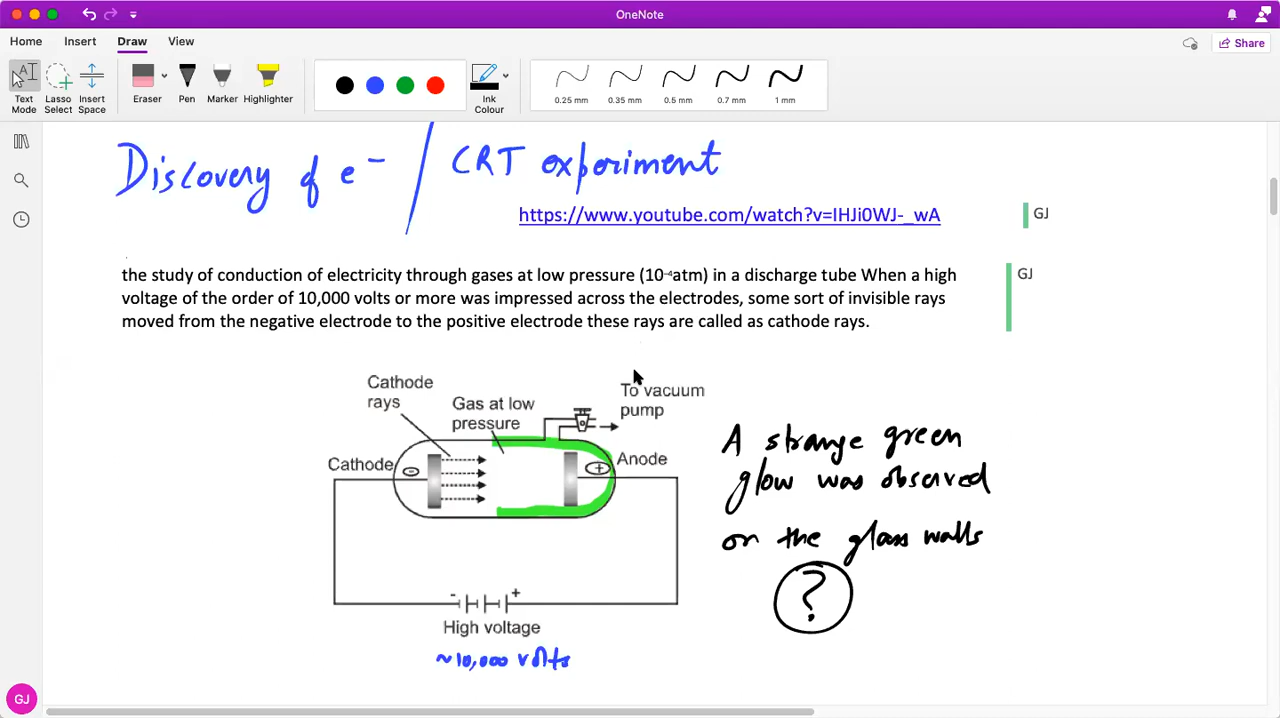 OneNote
Home Insert Draw View
Share
Text Mode
Lasso Select
Insert Space
Eraser
Pen
Marker
Highlighter
Ink Colour
0.25 mm
0.35 mm
0.5 mm
0.7 mm
1 mm
Discovery of e⁻ / CRT experiment
https://www.youtube.com/watch?v=IHJi0WJ-_wA
GJ
the study of conduction of electricity through gases at low pressure (10⁻⁴atm) in a discharge tube When a high
GJ
voltage of the order of 10,000 volts or more was impressed across the electrodes, some sort of invisible rays
moved from the negative electrode to the positive electrode these rays are called as cathode rays.
Cathode
rays
Gas at low
pressure
To vacuum
pump
Cathode
Anode
- +
High voltage
~10,000 volts
A strange green
glow was observed
on the glass walls
?
GJ